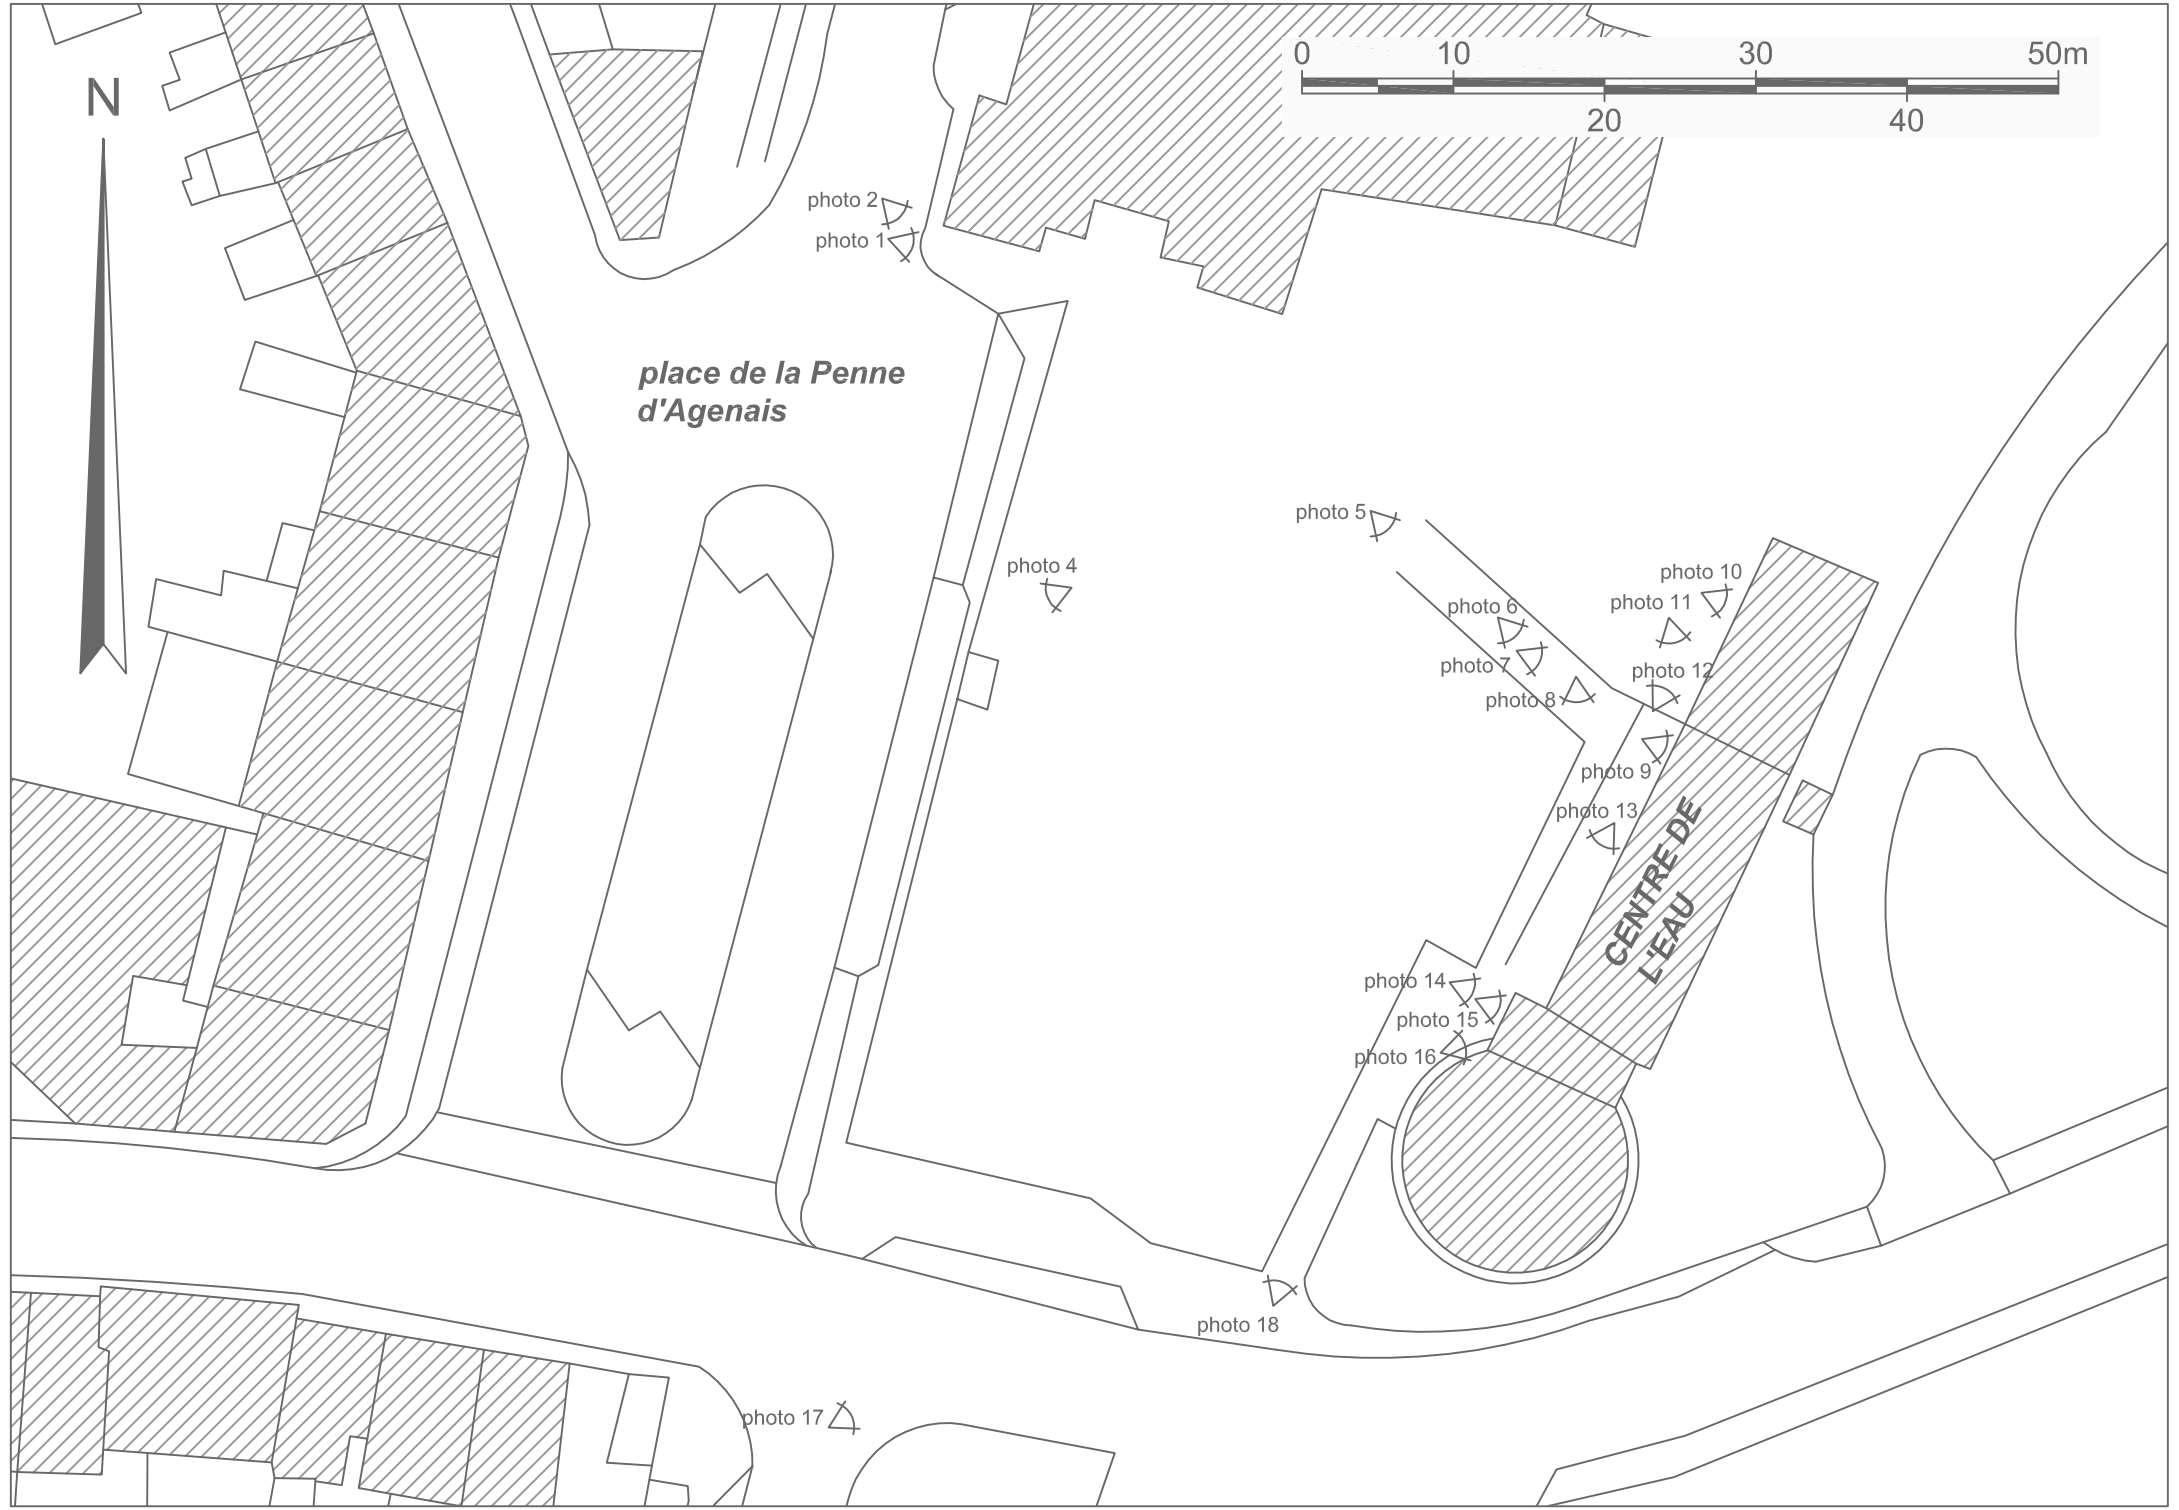 0 10 30 50m
20 40
N
photo 2
photo 1
place de la Penne
d'Agenais
photo 5
photo 4
photo 10
photo 11
photo 6
photo 7
photo 12
photo 8
photo 9
photo 13
CENTRE DE
L'EAU
photo 14
photo 15
photo 16
photo 18
photo 17